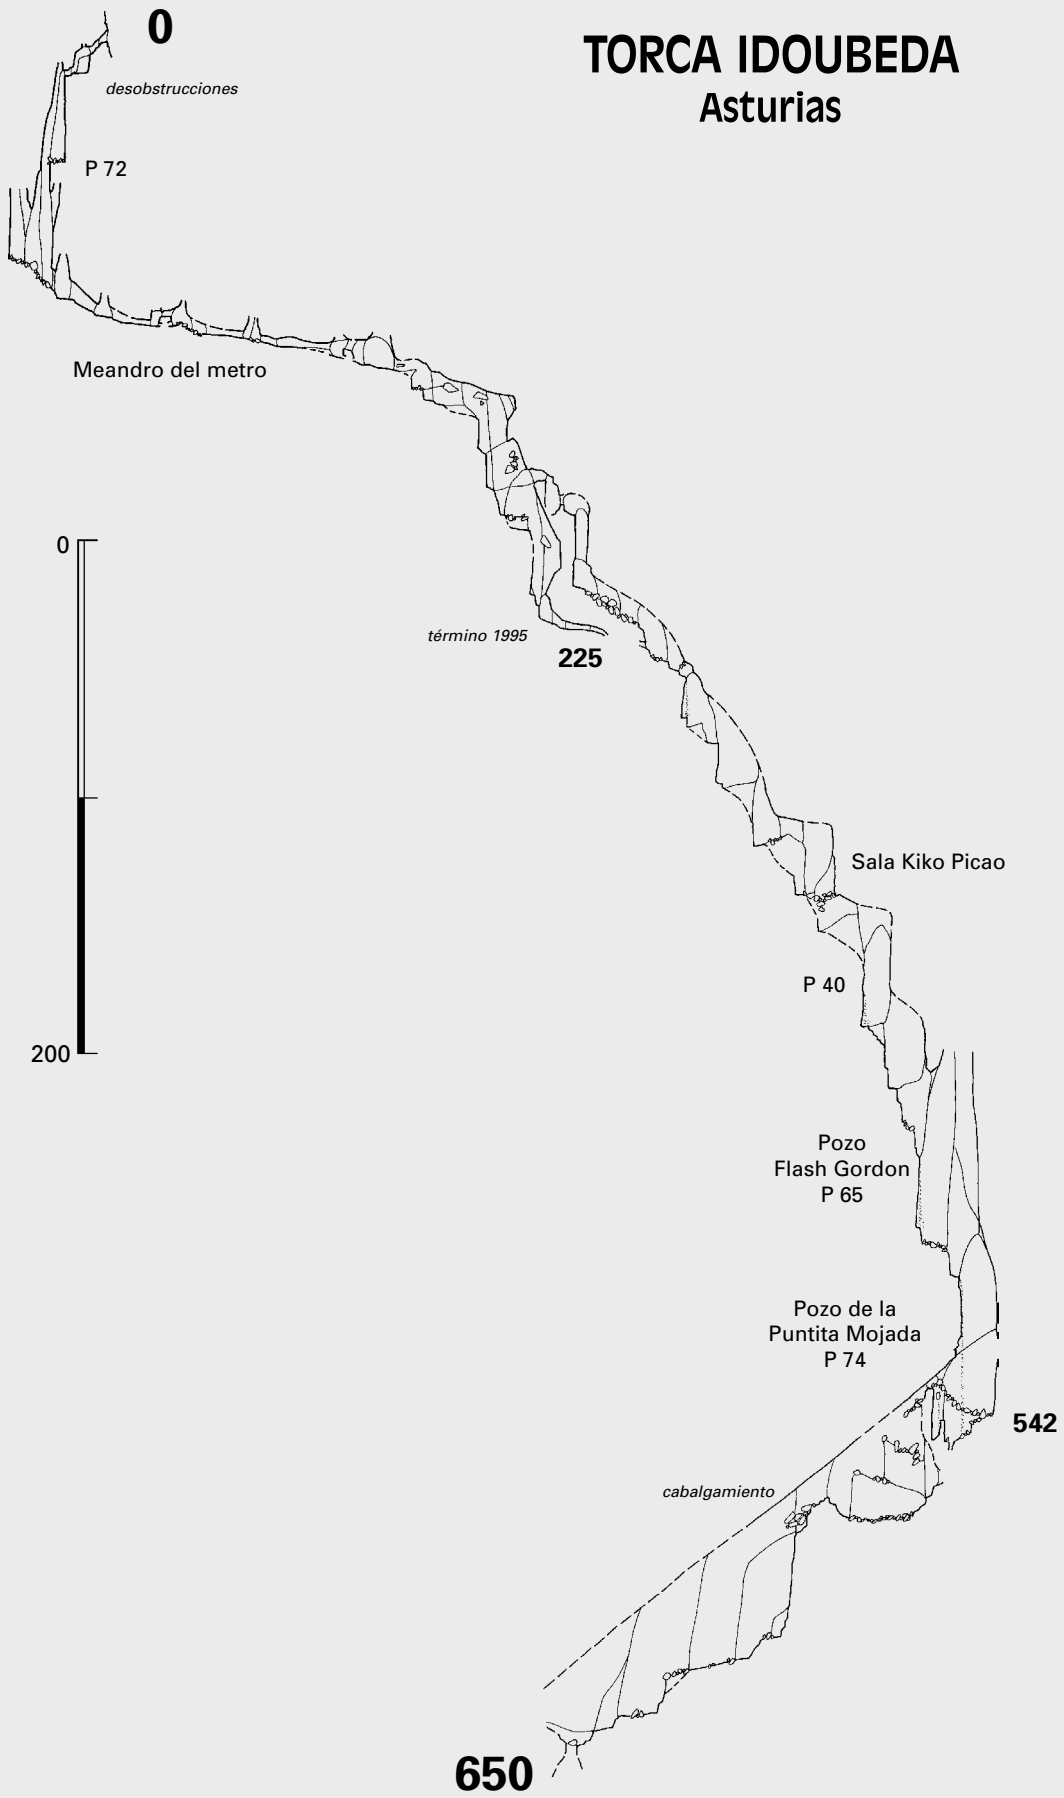 0
TORCA IDOUBEDA
Asturias
desobstrucciones
P 72
Meandro del metro
0
término 1995
225
Sala Kiko Picao
P 40
200
Pozo
Flash Gordon
P 65
Pozo de la
Puntita Mojada
P 74
542
cabalgamiento
650